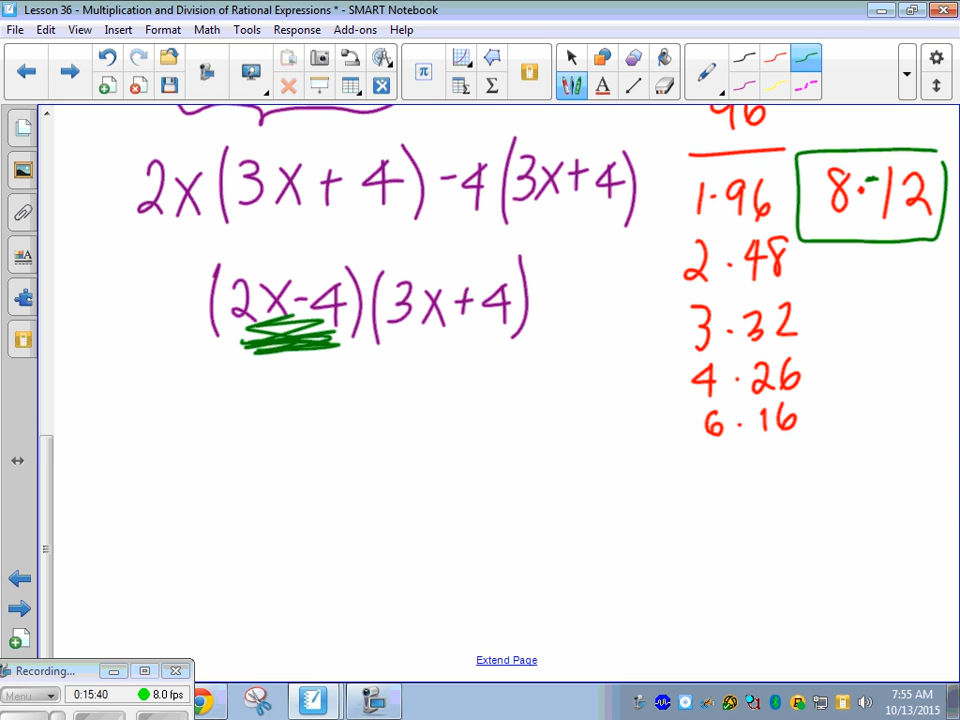 Lesson 36 - Multiplication and Division of Rational Expressions * - SMART Notebook
File Edit View Insert Format Math Tools Response Add-ons Help
96
2x(3x+4)-4(3x+4)
1·96
8·-12
(2x-4)(3x+4)
2·48
3·32
4·26
6·16
Extend Page
Recording...
Menu
0:15:40
8.0 fps
7:55 AM
10/13/2015